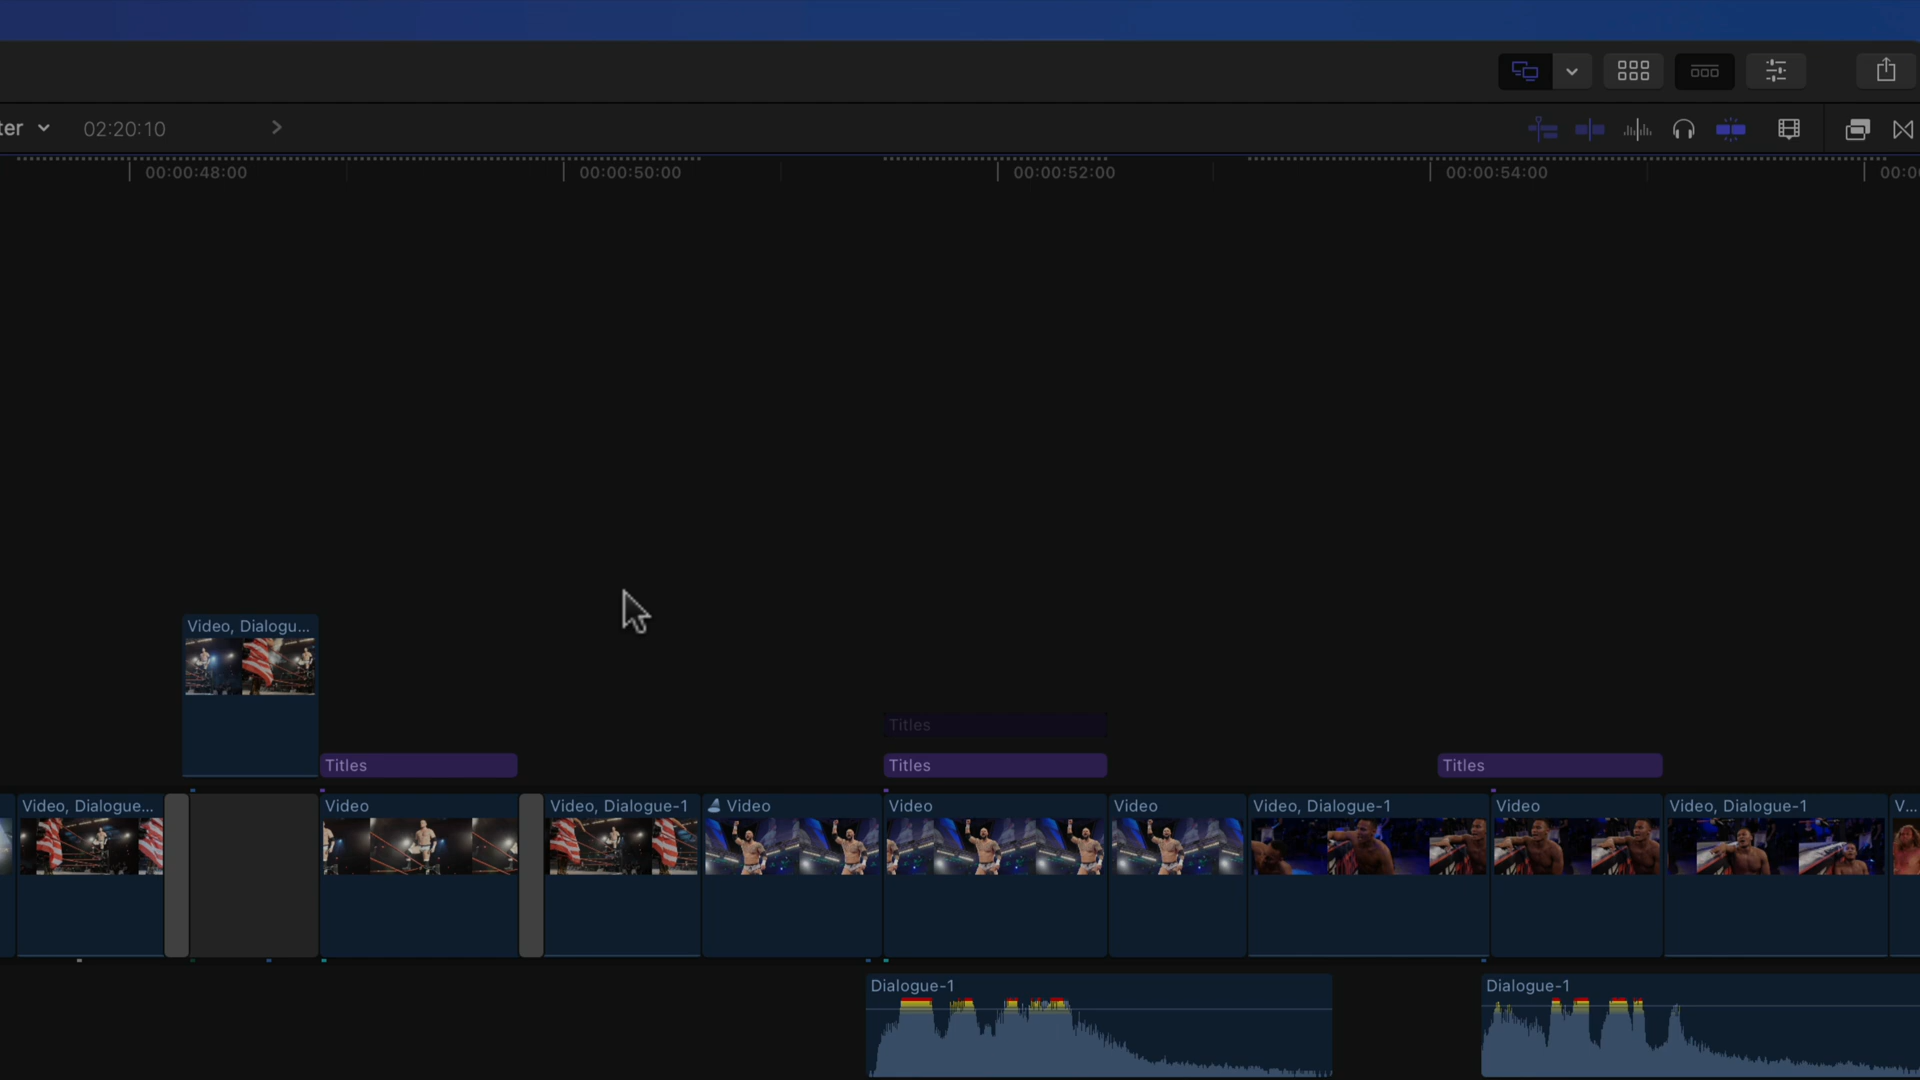 ter 02:20:10
00:00:48:00 00:00:50:00 00:00:52:00 00:00:54:00 00:0
Video, Dialogu...
Titles
Titles Titles Titles
Video, Dialogue... Video Video, Dialogue-1 Video Video Video Video, Dialogue-1 Video Video, Dialogue-1 V...
Dialogue-1 Dialogue-1